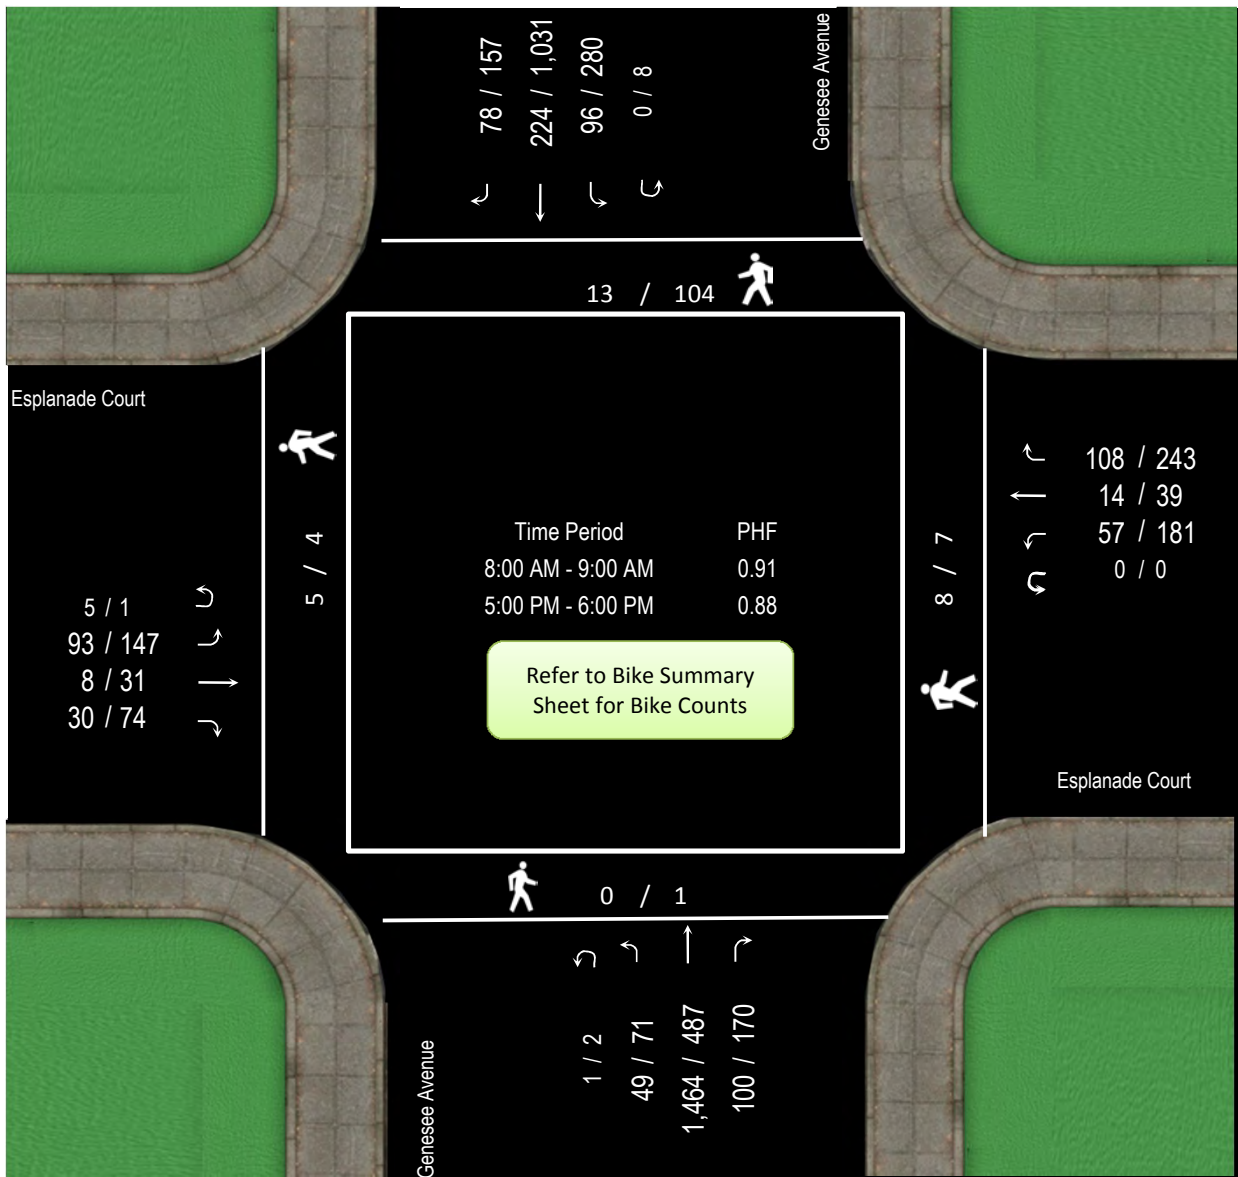 78 / 157
224 / 1,031
96 / 280
0 / 8
Genesee Avenue
13 / 104
Esplanade Court
5 / 4
5 / 1
93 / 147
8 / 31
30 / 74
Time Period PHF
8:00 AM - 9:00 AM 0.91
5:00 PM - 6:00 PM 0.88
Refer to Bike Summary
Sheet for Bike Counts
8 / 7
108 / 243
14 / 39
57 / 181
0 / 0
Esplanade Court
0 / 1
Genesee Avenue
1 / 2
49 / 71
1,464 / 487
100 / 170